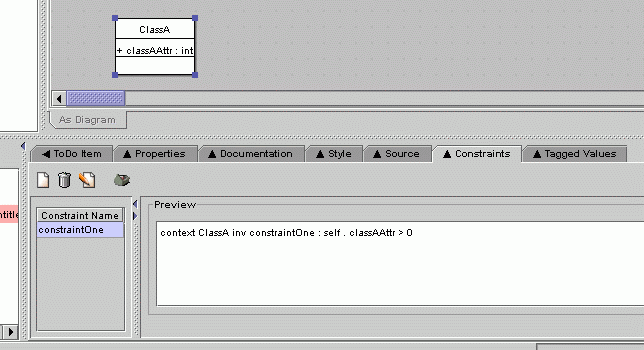 ClassA
+ classAAttr : int
As Diagram
ToDo Item
Properties
Documentation
Style
Source
Constraints
Tagged Values
Preview
Constraint Name
constraintOne
context ClassA inv constraintOne : self . classAAttr > 0